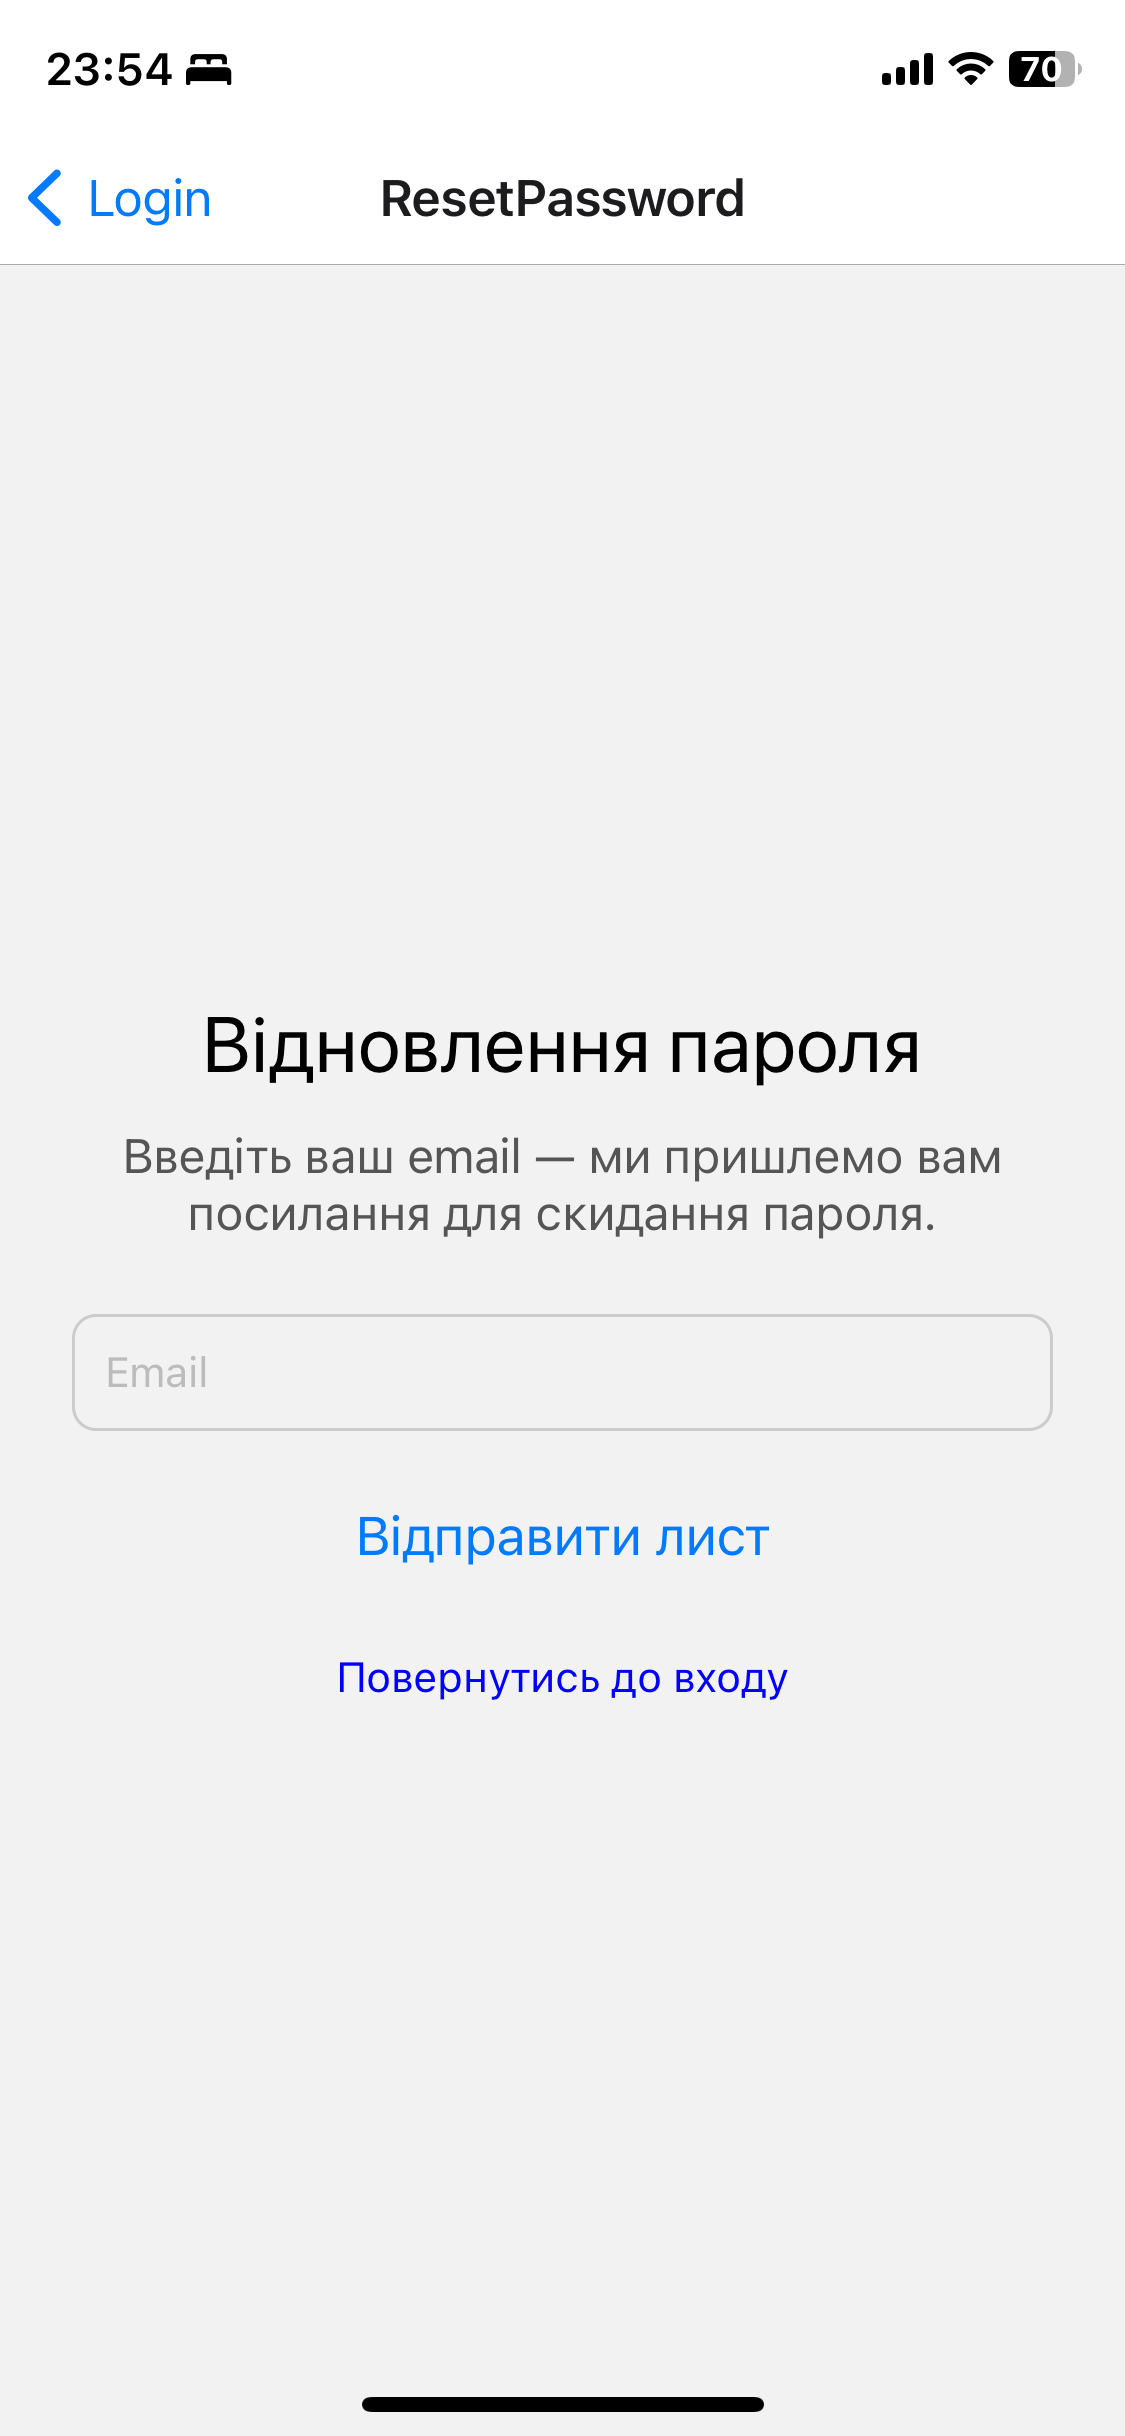 23:54
70
Login
ResetPassword
Відновлення пароля
Введіть ваш email — ми пришлемо вам
посилання для скидання пароля.
Email
Відправити лист
Повернутись до входу